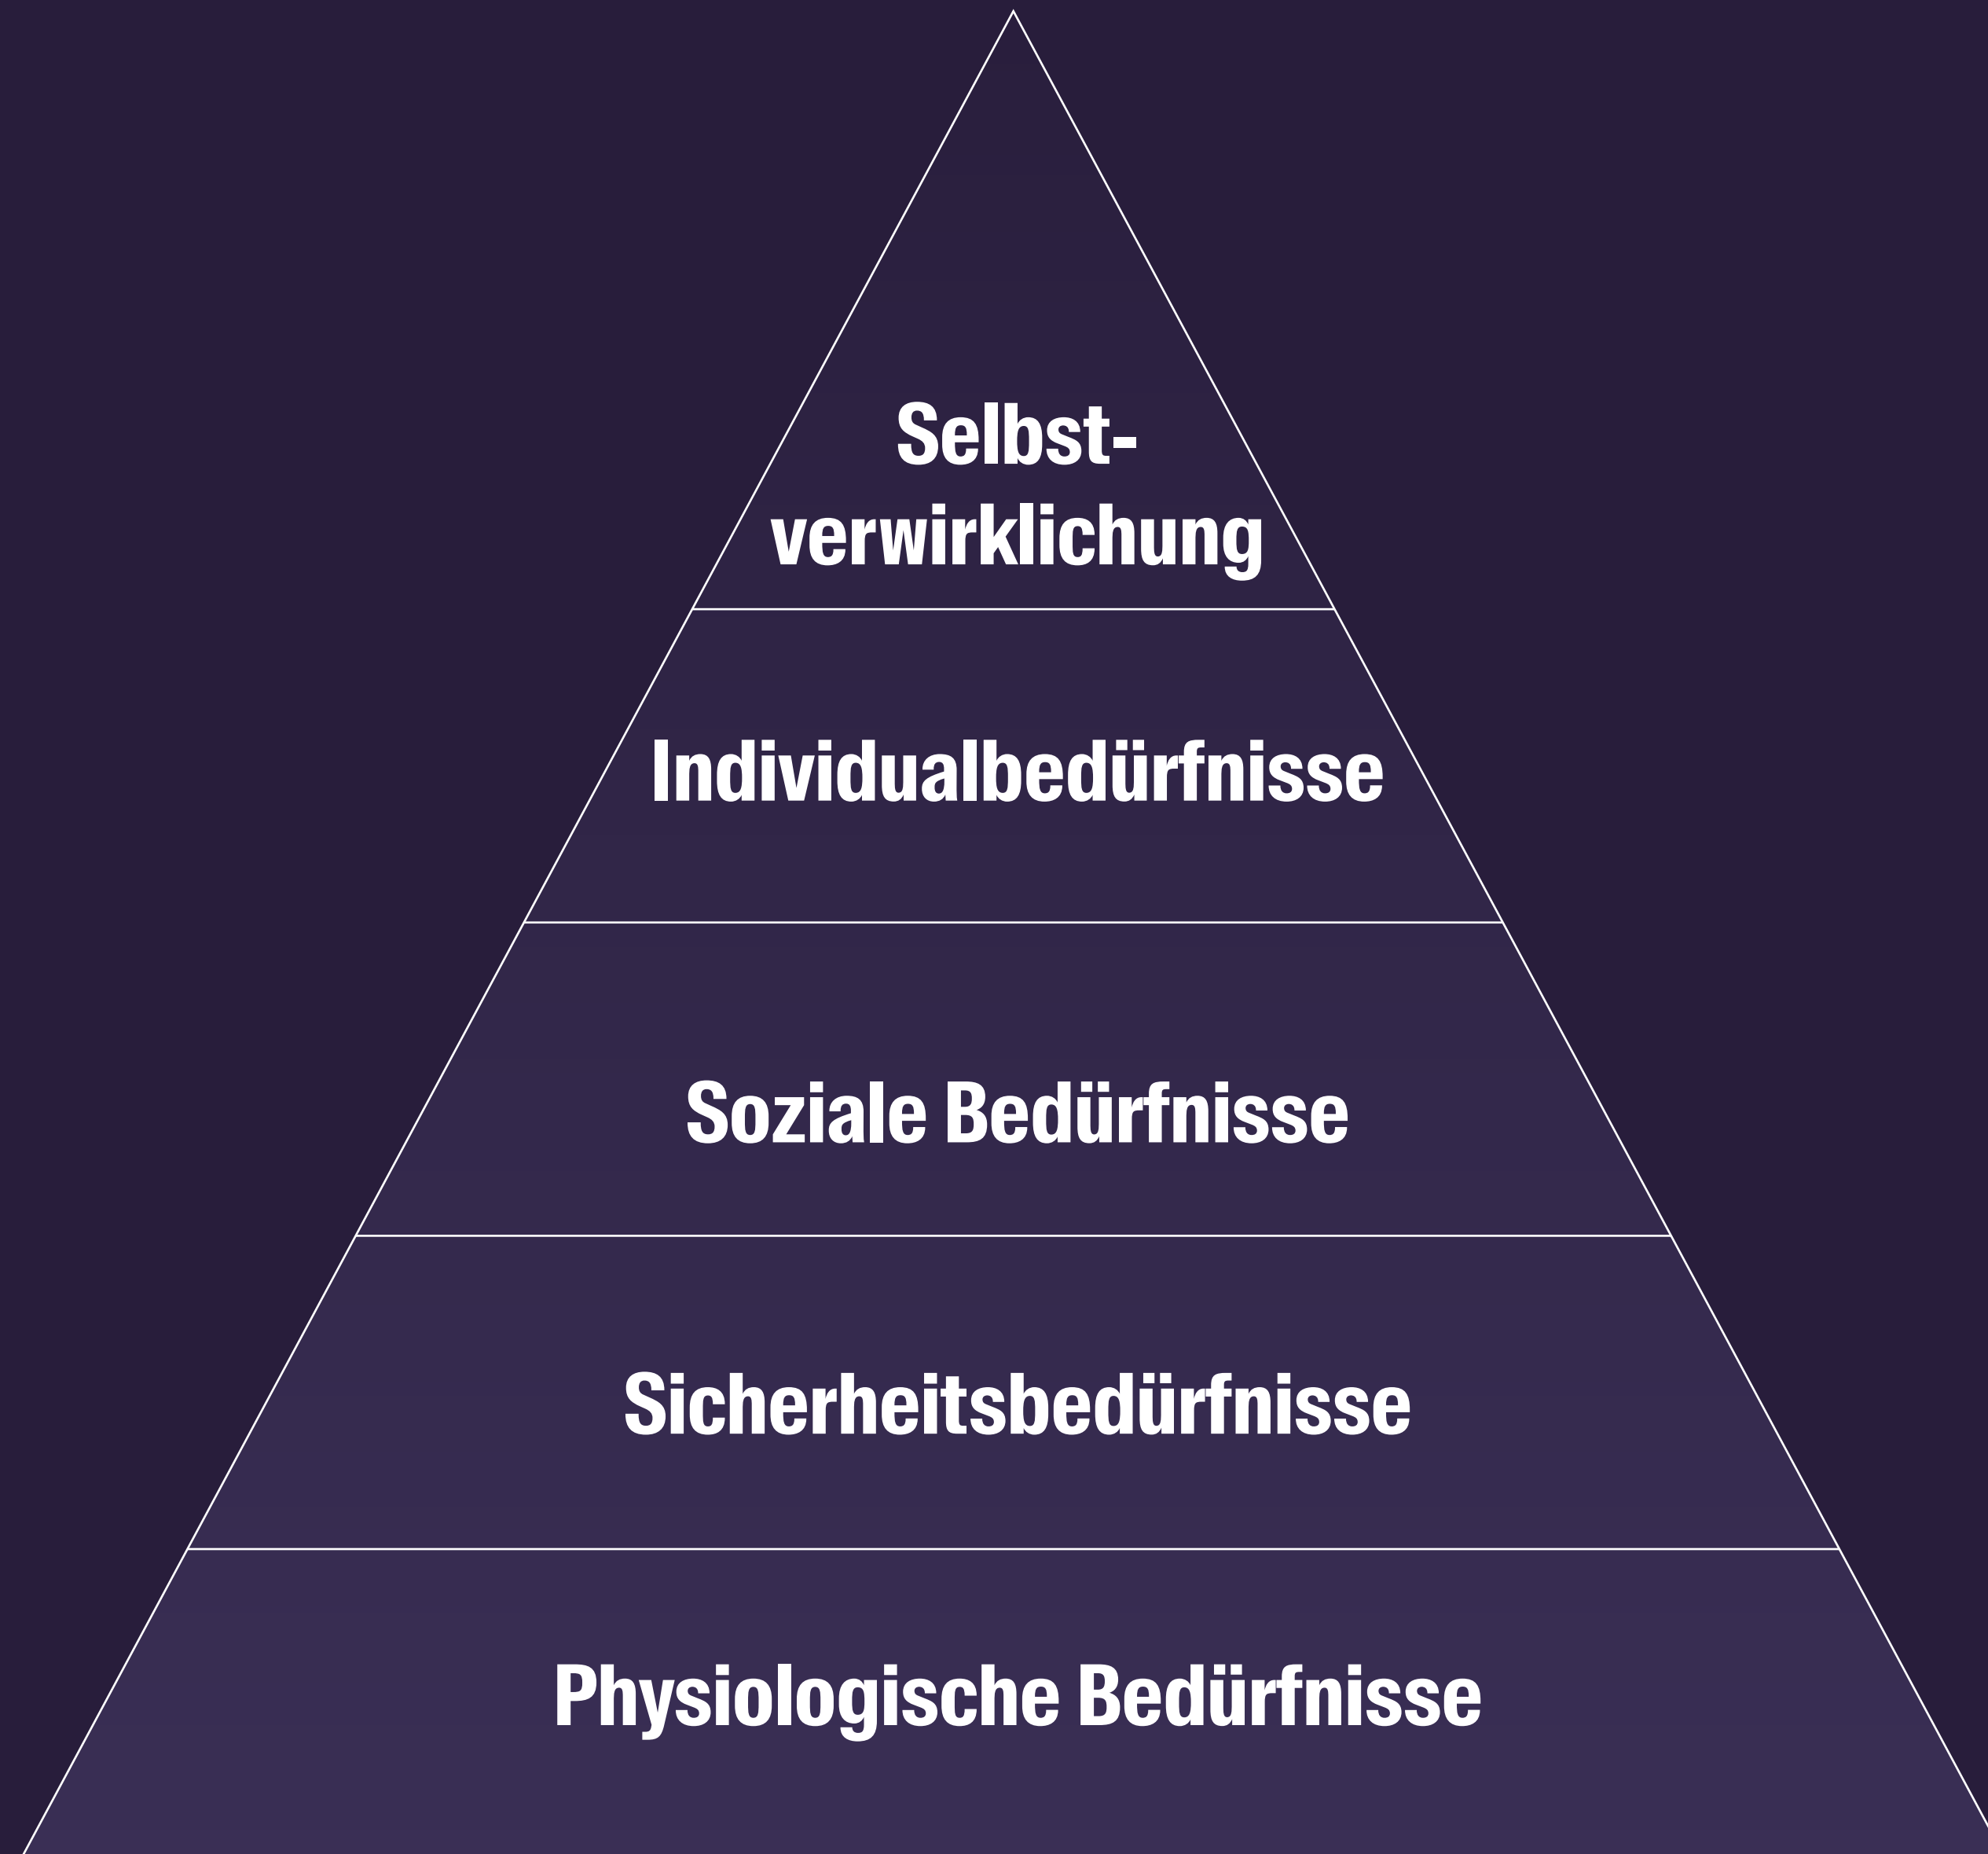 Selbst-
verwirklichung
Individualbedürfnisse
Soziale Bedürfnisse
Sicherheitsbedürfnisse
Physiologische Bedürfnisse